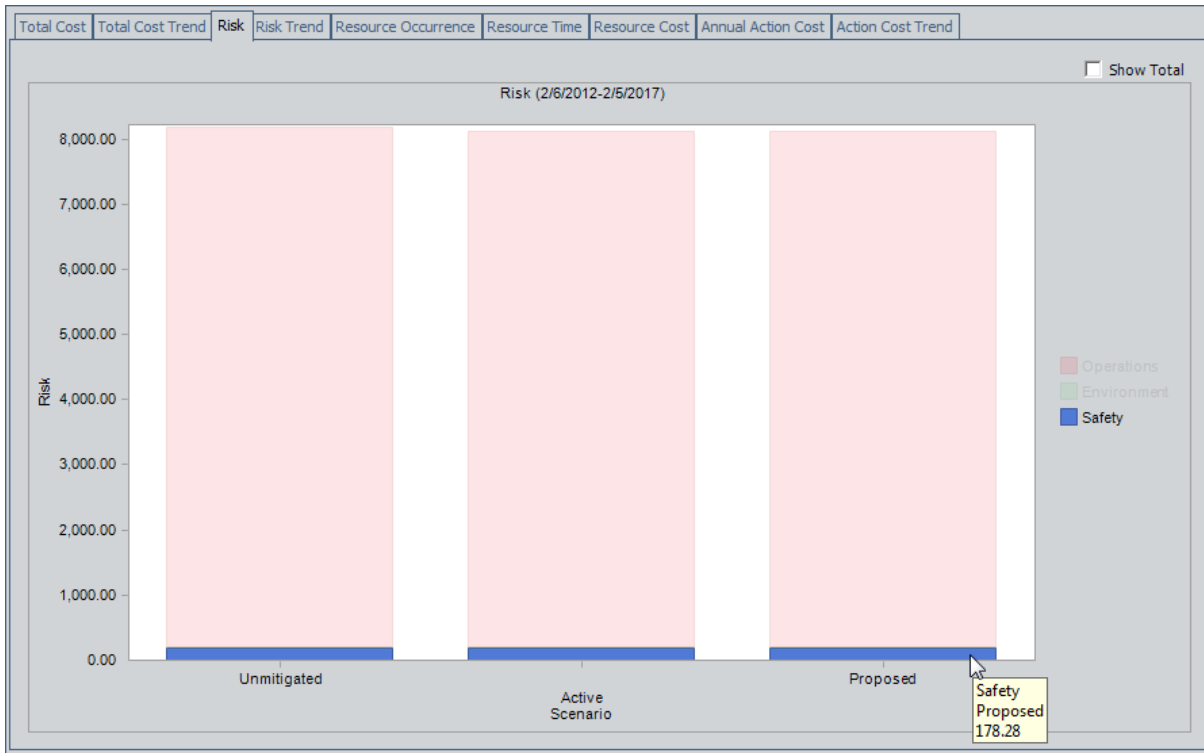 Total Cost Total Cost Trend Risk Risk Trend Resource Occurrence Resource Time Resource Cost Annual Action Cost Action Cost Trend
Show Total
Risk (2/6/2012-2/5/2017)
8,000.00
7,000.00
6,000.00
5,000.00
4,000.00
3,000.00
2,000.00
1,000.00
0.00
Risk
Operations
Environment
Safety
Unmitigated
Proposed
Active
Scenario
Safety
Proposed
178.28